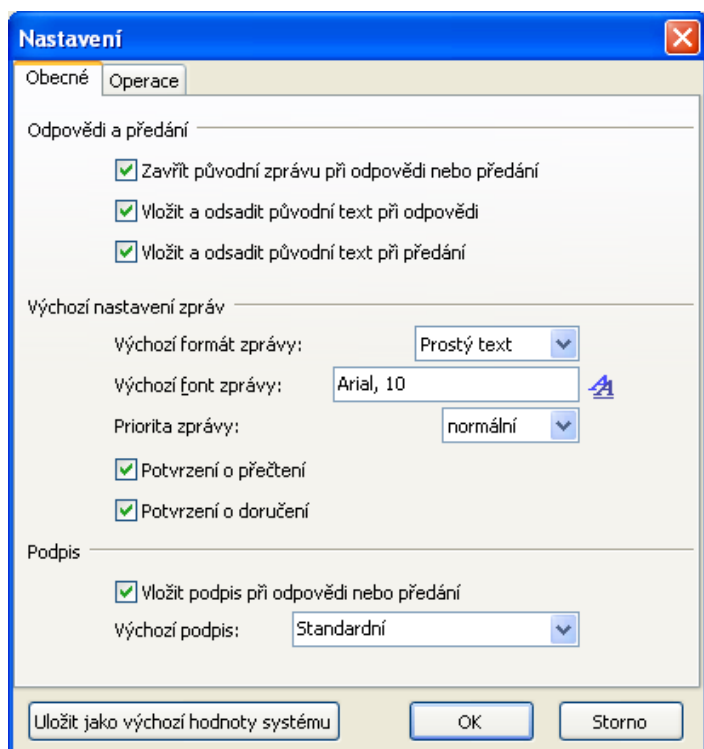 Nastavení
Obecné Operace
Odpovědi a předání
Zavřít původní zprávu při odpovědi nebo předání
Vložit a odsadit původní text při odpovědi
Vložit a odsadit původní text při předání
Výchozí nastavení zpráv
Výchozí formát zprávy: Prostý text
Výchozí font zprávy: Arial, 10
Priorita zprávy: normální
Potvrzení o přečtení
Potvrzení o doručení
Podpis
Vložit podpis při odpovědi nebo předání
Výchozí podpis: Standardní
Uložit jako výchozí hodnoty systému OK Storno